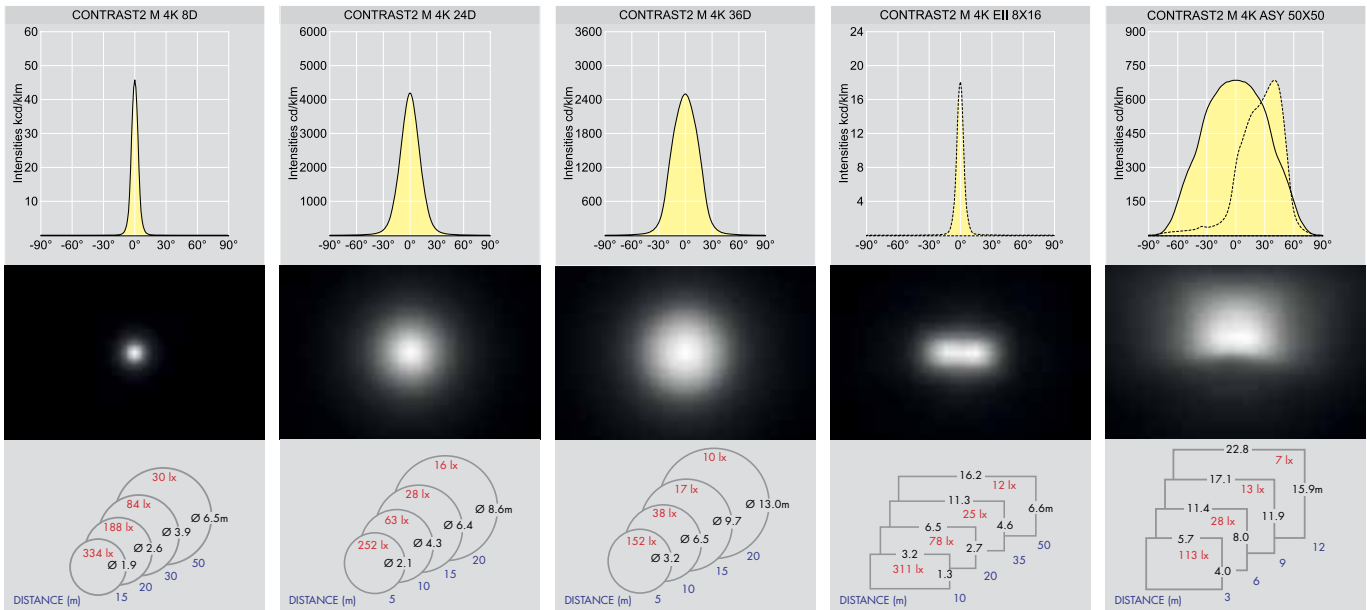 CONTRAST2 M 4K 8D
60
50
40
30
20
10
Intensities kcd/klm
-90° -60° -30° 0° 30° 60° 90°
30 lx
84 lx
188 lx
334 lx
Ø 6.5m
Ø 3.9
Ø 2.6
Ø 1.9
50
30
20
15
DISTANCE (m)
CONTRAST2 M 4K 24D
6000
5000
4000
3000
2000
1000
Intensities cd/klm
-90° -60° -30° 0° 30° 60° 90°
16 lx
28 lx
63 lx
252 lx
Ø 8.6m
Ø 6.4
Ø 4.3
Ø 2.1
20
15
10
5
DISTANCE (m)
CONTRAST2 M 4K 36D
3600
3000
2400
1800
1200
600
Intensities cd/klm
-90° -60° -30° 0° 30° 60° 90°
10 lx
17 lx
38 lx
152 lx
Ø 13.0m
Ø 9.7
Ø 6.5
Ø 3.2
20
15
10
5
DISTANCE (m)
CONTRAST2 M 4K Ell 8X16
24
20
16
12
8
4
Intensities kcd/klm
-90° -60° -30° 0° 30° 60° 90°
16.2
12 lx
11.3
25 lx
6.6m
6.5
4.6
78 lx
3.2
2.7
311 lx
1.3
50
35
20
10
DISTANCE (m)
CONTRAST2 M 4K ASY 50X50
900
750
600
450
300
150
Intensities cd/klm
-90° -60° -30° 0° 30° 60° 90°
22.8
7 lx
17.1
13 lx
15.9m
11.4
11.9
28 lx
5.7
8.0
113 lx
4.0
12
9
6
3
DISTANCE (m)